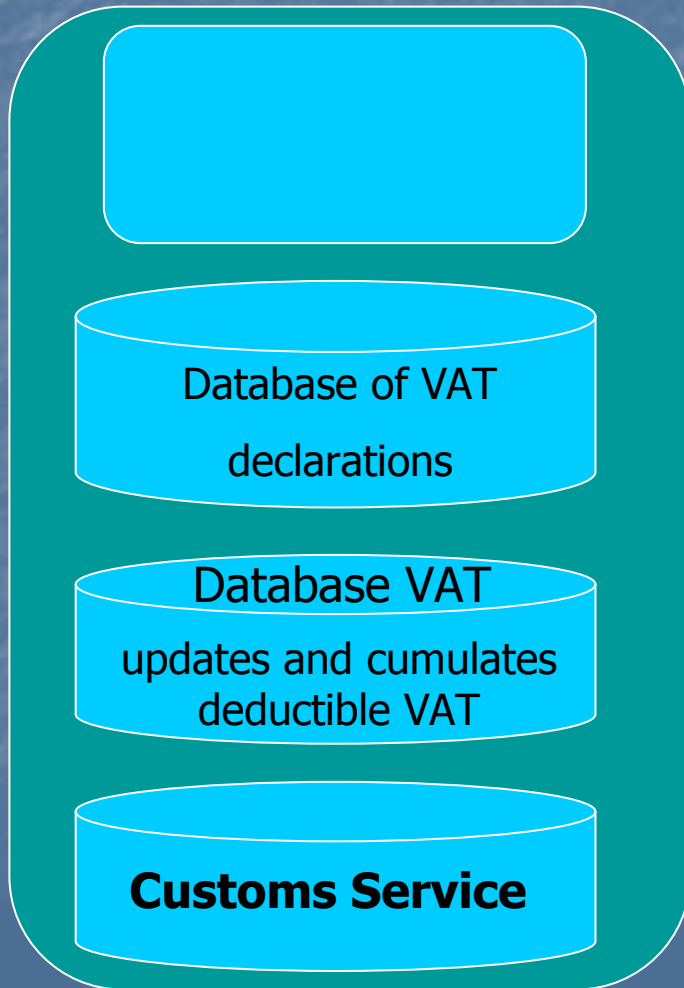 Database of VAT
declarations
Database VAT
updates and cumulates
deductible VAT
Customs Service